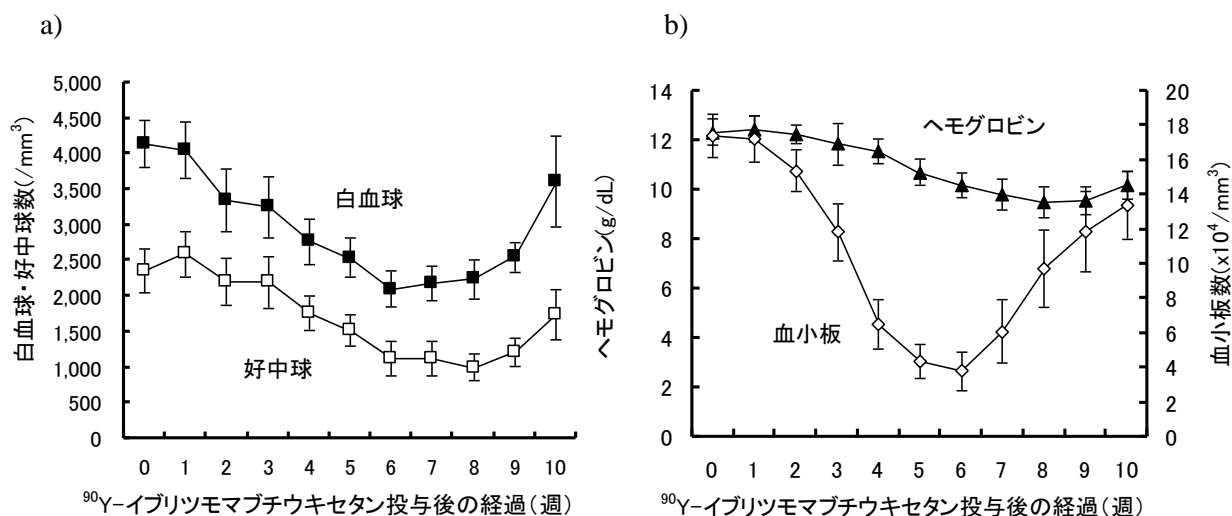 a)
白血球・好中球数(/mm³)
5,000
4,500
4,000
3,500
3,000
2,500
2,000
1,500
1,000
500
0
白血球
好中球
0 1 2 3 4 5 6 7 8 9 10
⁹⁰Y-イブリツモマブチウキセタン投与後の経過(週)
b)
ヘモグロビン(g/dL)
14
12
10
8
6
4
2
0
ヘモグロビン
血小板
20
18
16
14
12
10
8
6
4
2
0
血小板数(x10⁴/mm³)
0 1 2 3 4 5 6 7 8 9 10
⁹⁰Y-イブリツモマブチウキセタン投与後の経過(週)